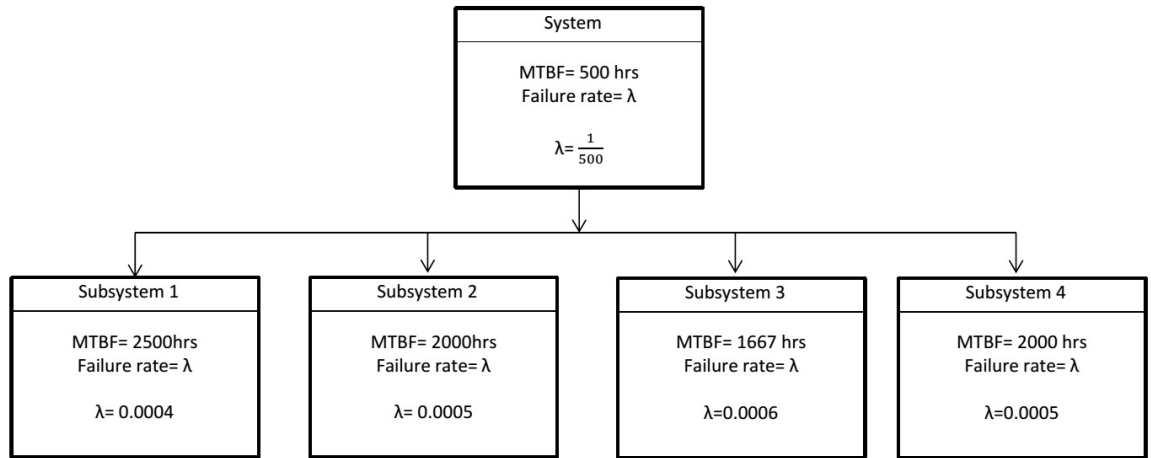 System
MTBF= 500 hrs
Failure rate= λ
λ= 1/500
Subsystem 1
MTBF= 2500hrs
Failure rate= λ
λ= 0.0004
Subsystem 2
MTBF= 2000hrs
Failure rate= λ
λ= 0.0005
Subsystem 3
MTBF= 1667 hrs
Failure rate= λ
λ=0.0006
Subsystem 4
MTBF= 2000 hrs
Failure rate= λ
λ=0.0005